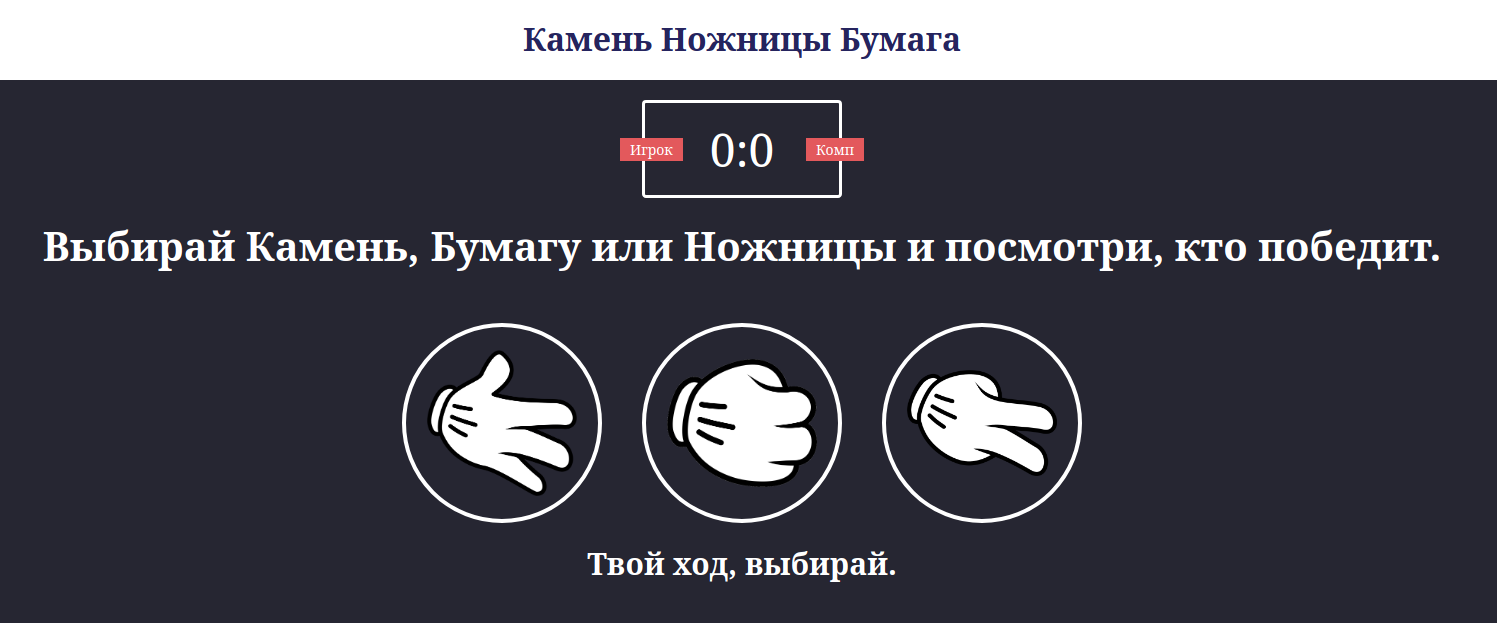 Камень Ножницы Бумага
Игрок 0:0 Комп
Выбирай Камень, Бумагу или Ножницы и посмотри, кто победит.
Твой ход, выбирай.